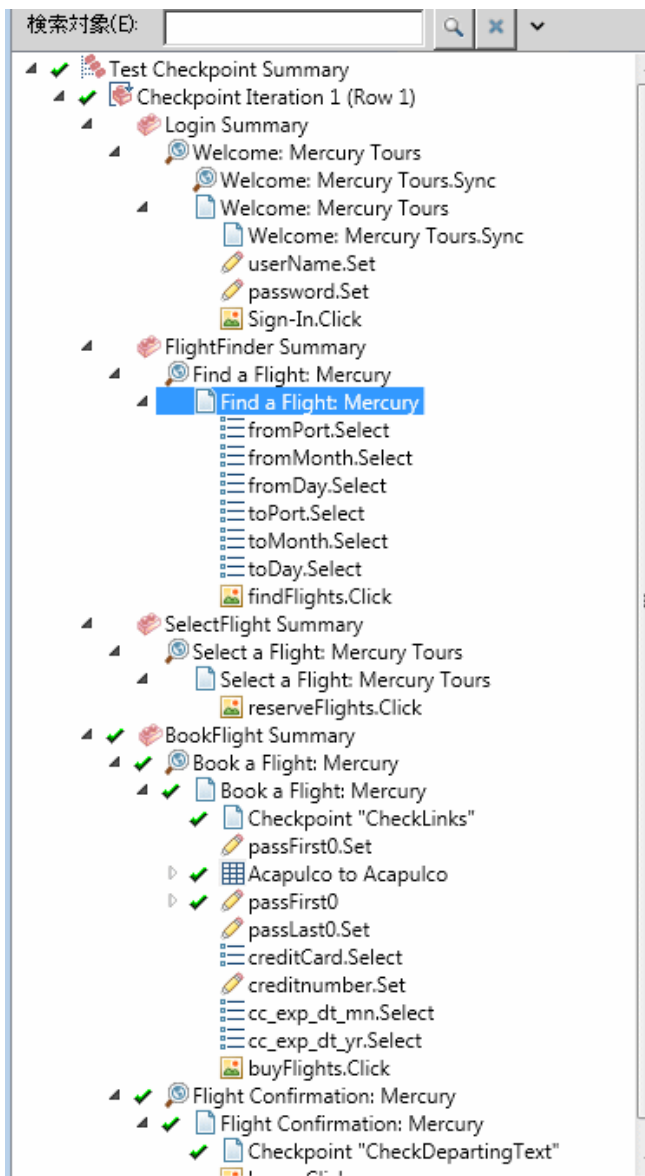 検索対象(E):
Test Checkpoint Summary
Checkpoint Iteration 1 (Row 1)
Login Summary
Welcome: Mercury Tours
Welcome: Mercury Tours.Sync
Welcome: Mercury Tours
Welcome: Mercury Tours.Sync
userName.Set
password.Set
Sign-In.Click
FlightFinder Summary
Find a Flight: Mercury
Find a Flight: Mercury
fromPort.Select
fromMonth.Select
fromDay.Select
toPort.Select
toMonth.Select
toDay.Select
findFlights.Click
SelectFlight Summary
Select a Flight: Mercury Tours
Select a Flight: Mercury Tours
reserveFlights.Click
BookFlight Summary
Book a Flight: Mercury
Book a Flight: Mercury
Checkpoint "CheckLinks"
passFirst0.Set
Acapulco to Acapulco
passFirst0
passLast0.Set
creditCard.Select
creditnumber.Set
cc_exp_dt_mn.Select
cc_exp_dt_yr.Select
buyFlights.Click
Flight Confirmation: Mercury
Flight Confirmation: Mercury
Checkpoint "CheckDepartingText"